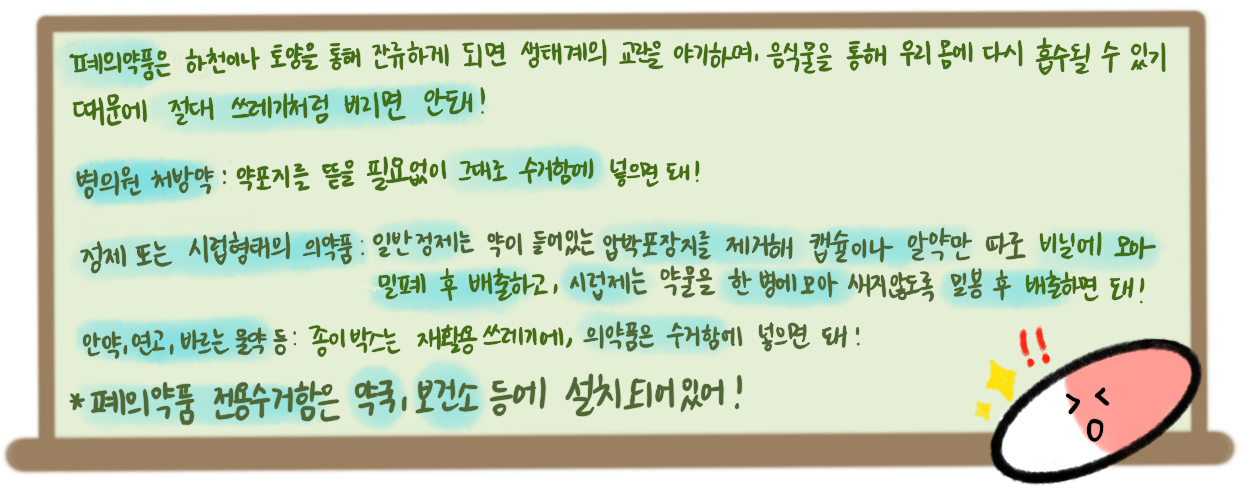 폐의약품은 하천이나 토양을 통해 잔류하게 되면 생태계의 교란을 야기하며, 음식물을 통해 우리 몸에 다시 흡수될 수 있기
때문에 절대 쓰레기처럼 버리면 안돼!
병의원 처방약 : 약포지를 뜯을 필요없이 그대로 수거함에 넣으면 돼!
정제 또는 시럽형태의 의약품 : 일반정제는 약이 들어있는 압박포장지를 제거해 캡슐이나 알약만 따로 비닐에 모아
밀폐 후 배출하고, 시럽제는 약물을 한 병에 모아 새지않도록 밀봉 후 배출하면 돼!
안약, 연고, 바르는 물약 등 : 종이박스는 재활용 쓰레기에, 의약품은 수거함에 넣으면 돼!
* 폐의약품 전용수거함은 약국, 보건소 등에 설치되어있어!
!!